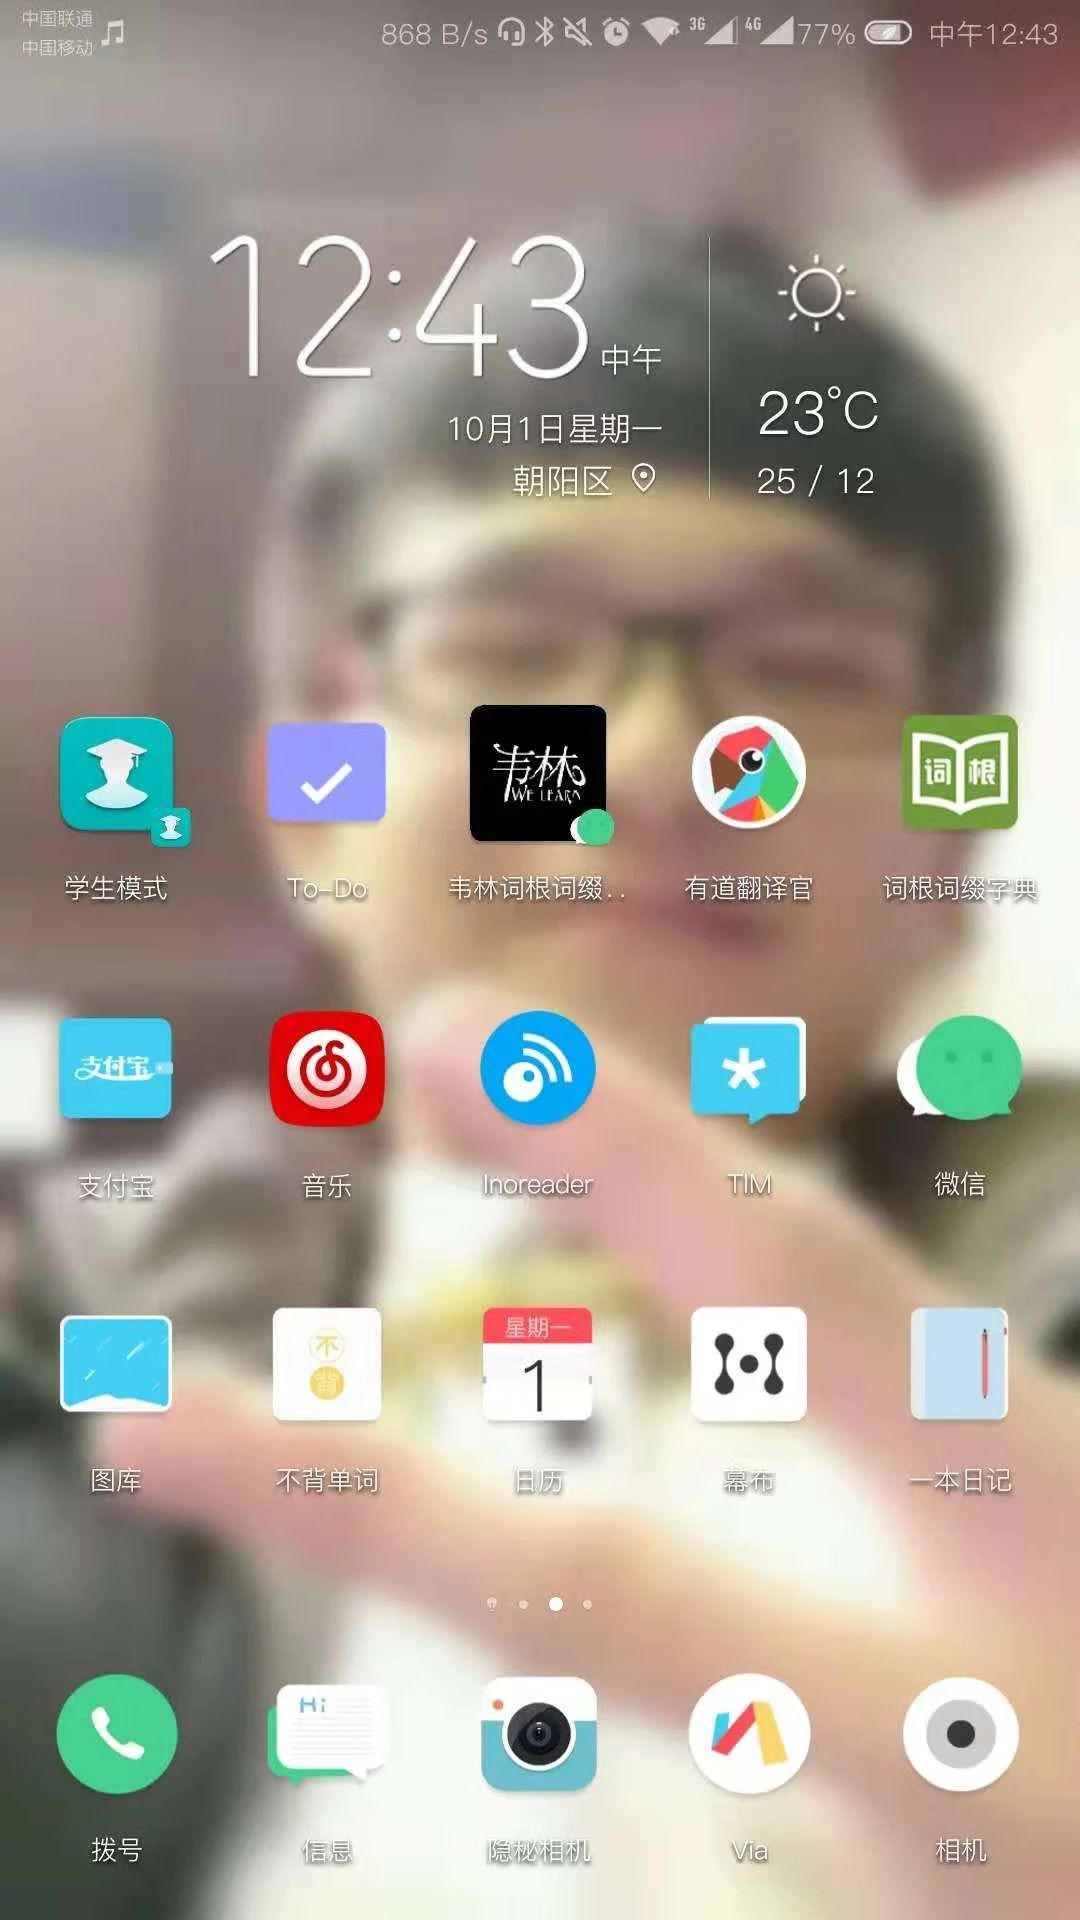 中国联通
中国移动
868 B/s 3G 4G 77% 中午12:43
12:43 中午
10月1日星期一
朝阳区
23°C
25 / 12
韦林
WE LEARN
词根
学生模式 To-Do 韦林词根词缀.. 有道翻译官 词根词缀字典
支付宝
支付宝 音乐 Inoreader TIM 微信
不
背
星期一
1
图库 不背单词 日历 幕布 一本日记
Hi
拨号 信息 隐秘相机 Via 相机